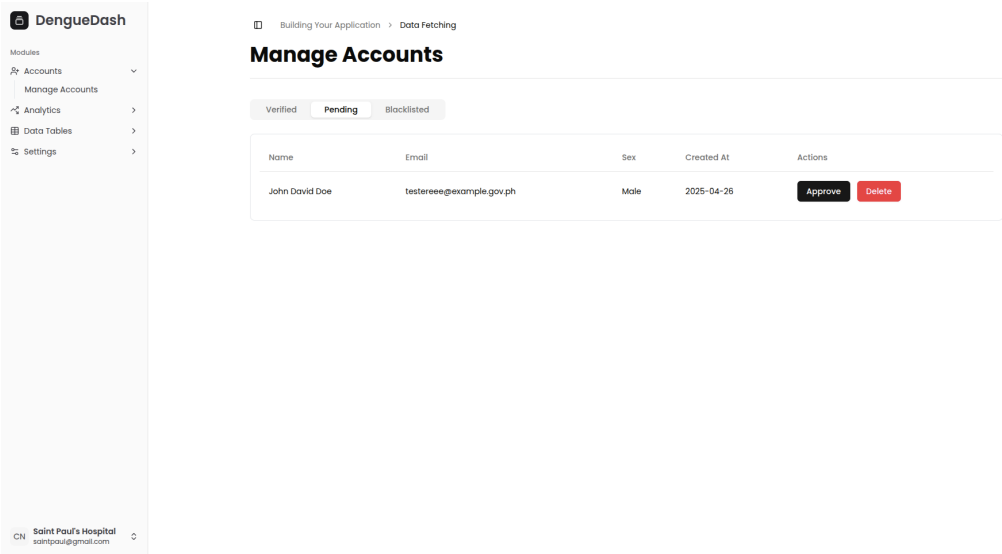 DengueDash
Modules
Accounts
Manage Accounts
Analytics
Data Tables
Settings
CN
Saint Paul's Hospital
saintpaul@gmail.com
Building Your Application > Data Fetching
Manage Accounts
Verified Pending Blacklisted
Name Email Sex Created At Actions
John David Doe testereee@example.gov.ph Male 2025-04-26 Approve Delete